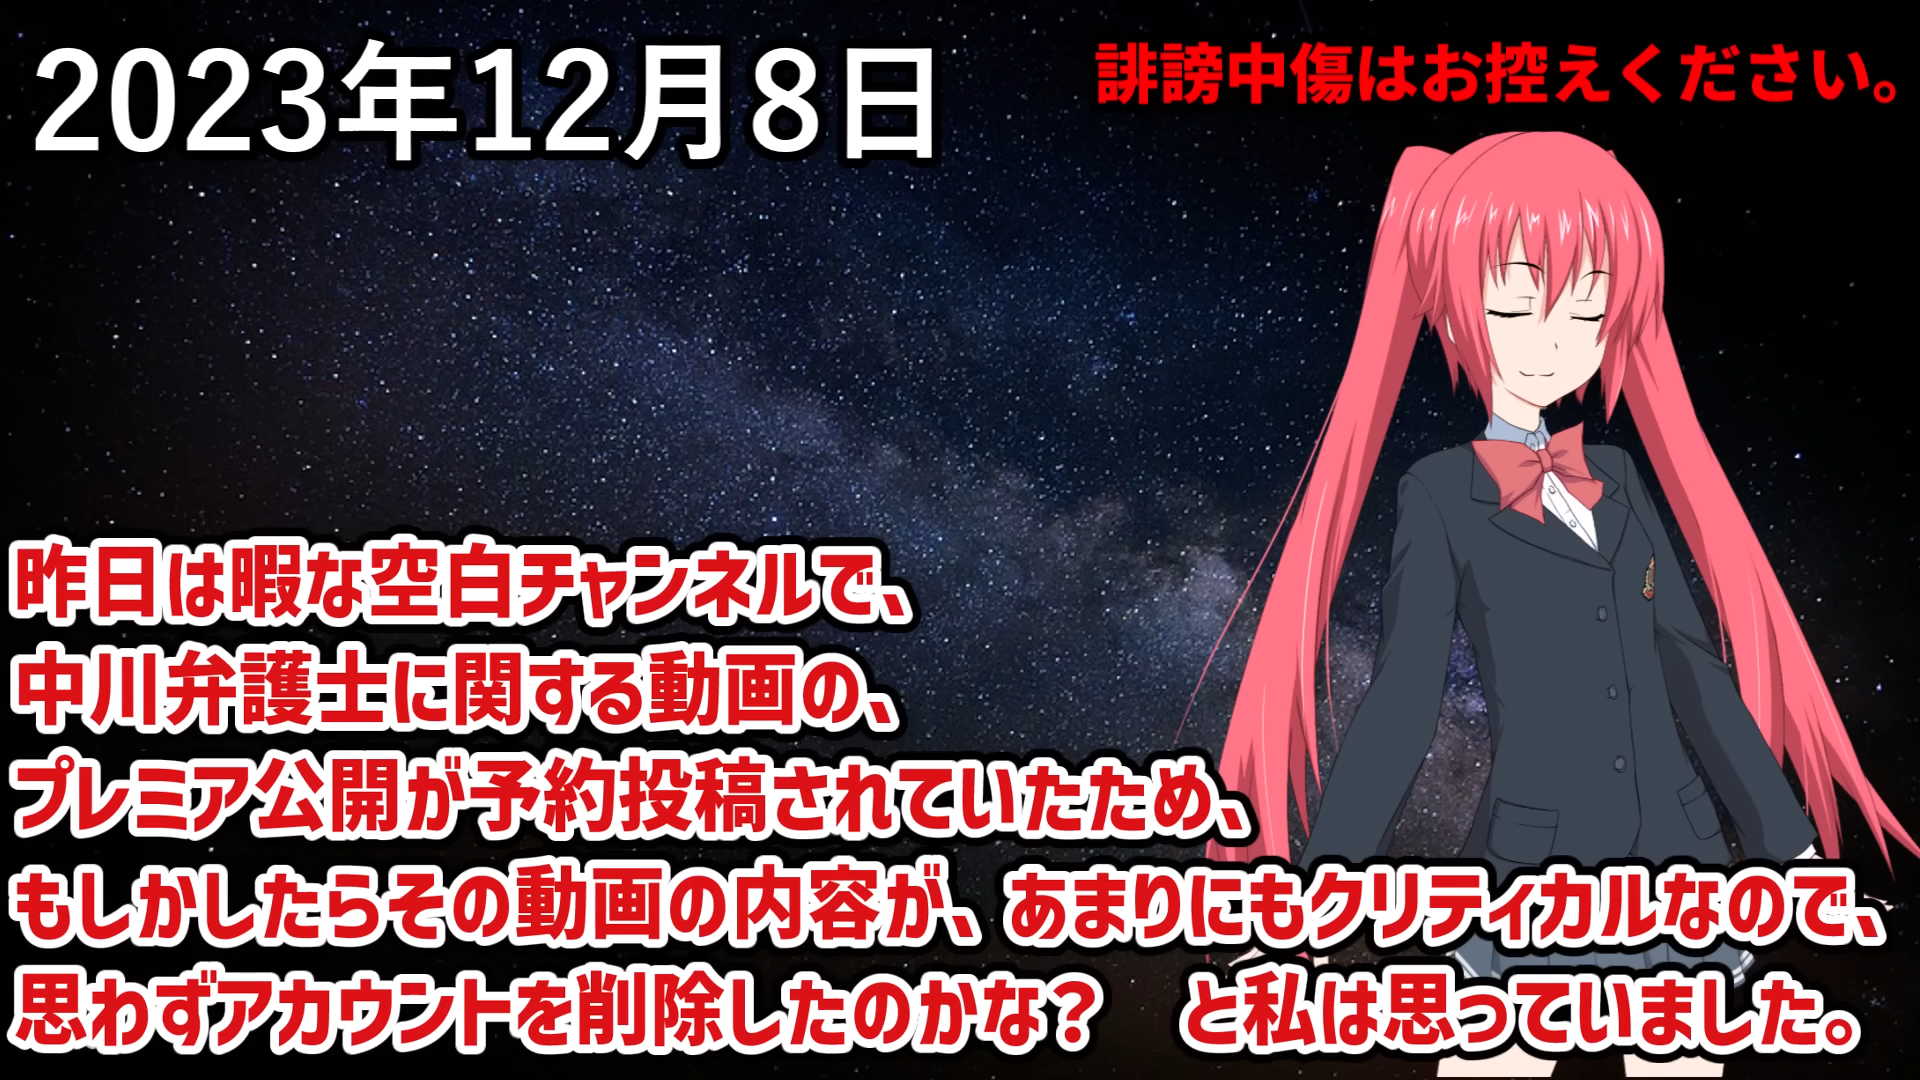 2023年12月8日
誹謗中傷はお控えください。
昨日は暇な空白チャンネルで、
中川弁護士に関する動画の、
プレミア公開が予約投稿されていたため、
もしかしたらその動画の内容が、あまりにもクリティカルなので、
思わずアカウントを削除したのかな？　と私は思っていました。